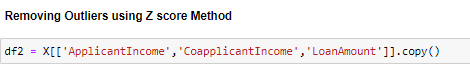 Removing Outliers using Z score Method
df2 = X[['ApplicantIncome','CoapplicantIncome','LoanAmount']].copy()